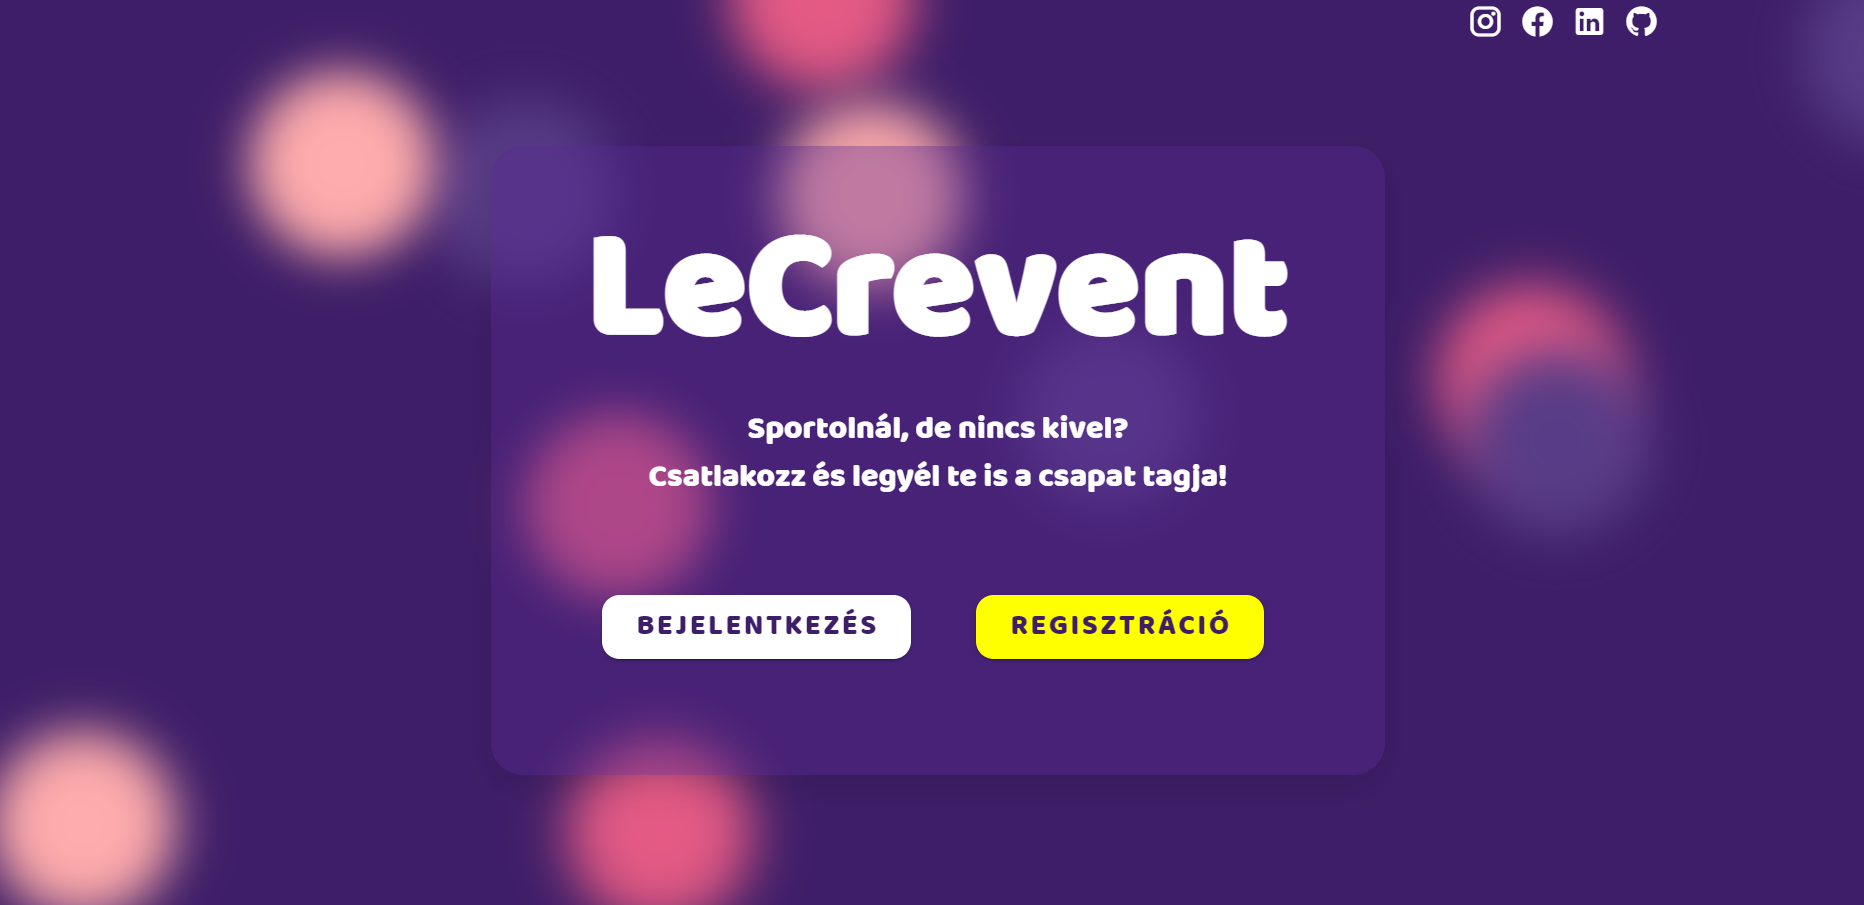 LeCrevent
Sportolnál, de nincs kivel?
Csatlakozz és legyél te is a csapat tagja!
BEJELENTKEZÉS
REGISZTRÁCIÓ